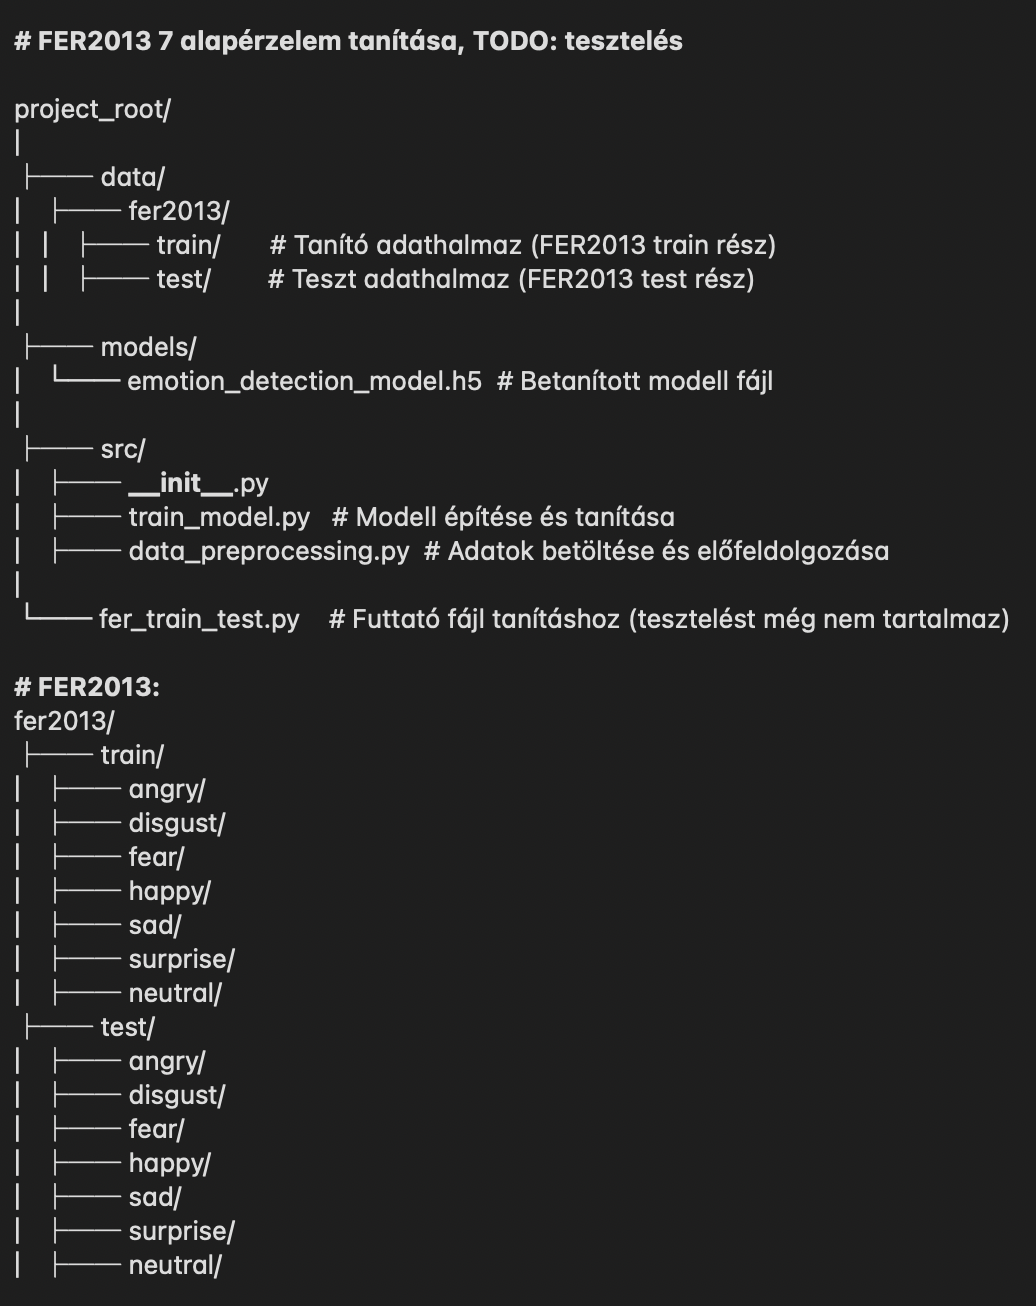 # FER2013 7 alapérzelem tanítása, TODO: tesztelés
project_root/
|
├── data/
| ├── fer2013/
| | ├── train/ # Tanító adathalmaz (FER2013 train rész)
| | ├── test/ # Teszt adathalmaz (FER2013 test rész)
|
├── models/
| └── emotion_detection_model.h5 # Betanított modell fájl
|
├── src/
| ├── __init__.py
| ├── train_model.py # Modell építése és tanítása
| ├── data_preprocessing.py # Adatok betöltése és előfeldolgozása
|
└── fer_train_test.py # Futtató fájl tanításhoz (tesztelést még nem tartalmaz)
# FER2013:
fer2013/
├── train/
| ├── angry/
| ├── disgust/
| ├── fear/
| ├── happy/
| ├── sad/
| ├── surprise/
| ├── neutral/
├── test/
| ├── angry/
| ├── disgust/
| ├── fear/
| ├── happy/
| ├── sad/
| ├── surprise/
| ├── neutral/